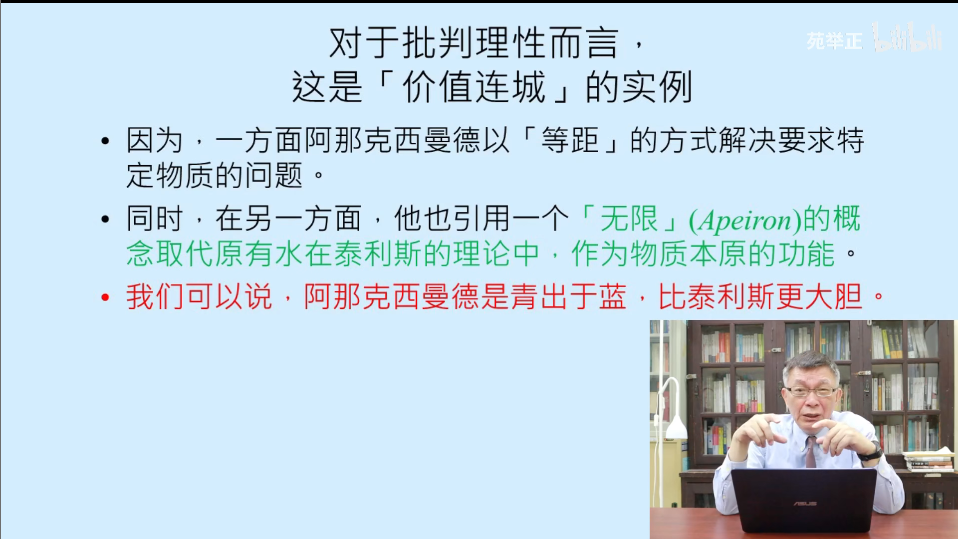 对于批判理性而言，
这是「价值连城」的实例
苑举正 bilibili
• 因为，一方面阿那克西曼德以「等距」的方式解决要求特
定物质的问题。
• 同时，在另一方面，他也引用一个「无限」(Apeiron)的概
念取代原有水在泰利斯的理论中，作为物质本原的功能。
• 我们可以说，阿那克西曼德是青出于蓝，比泰利斯更大胆。
ASUS